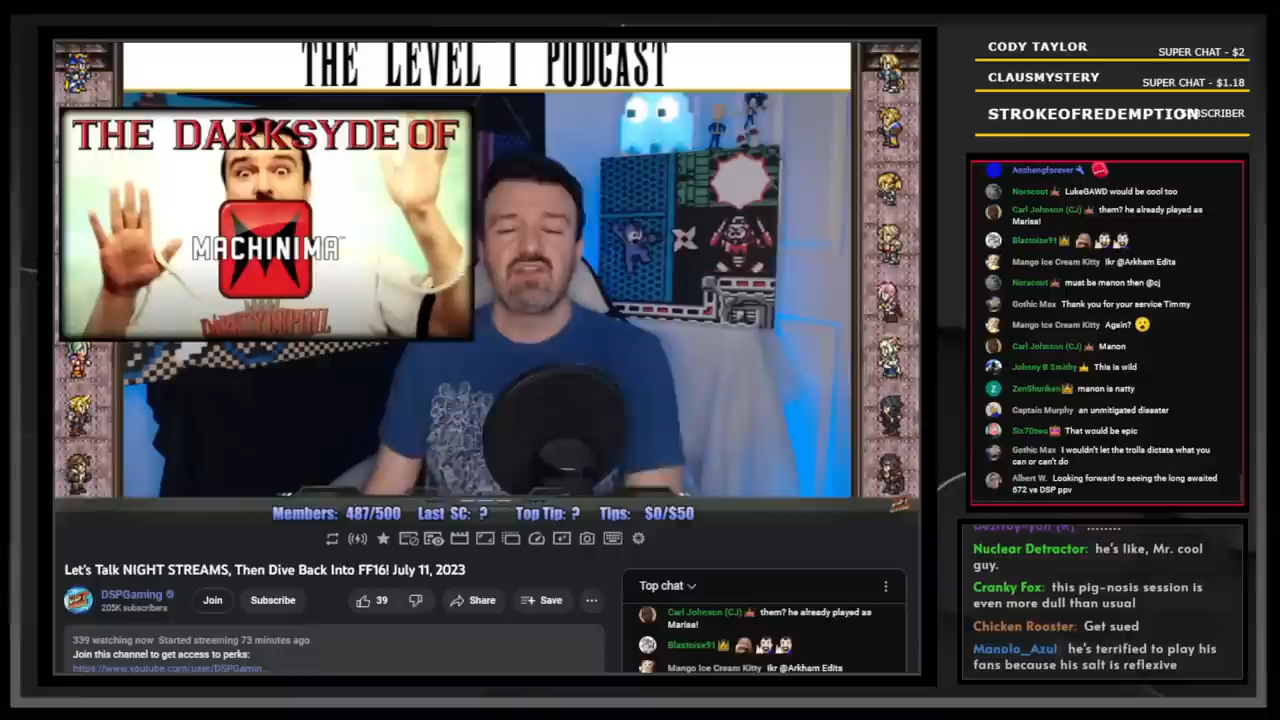 THE LEVEL 1 PODCAST
THE DARKSYDE OF
MACHINIMA
Members: 487/500 Last SC: ? Top Tip: ? Tips: $0/$50
Let's Talk NIGHT STREAMS, Then Dive Back Into FF16! July 11, 2023
DSPGaming
205K subscribers
Join
Subscribe
39
Share
Save
339 watching now Started streaming 73 minutes ago
Join this channel to get access to perks:
https://www.youtube.com/user/DSPGamin...
Top chat
Carl Johnson (CJ) them? he already played as
Marisa!
Blastoise91
Mango Ice Cream Kitty Ikr @Arkham Edits
CODY TAYLOR
SUPER CHAT - $2
CLAUSMYSTERY
SUPER CHAT - $1.18
STROKEOFREDEMPTION
Anshengforever
Norscout LukeGAWD would be cool too
Carl Johnson (CJ) them? he already played as
Marisa!
Blastoise91
Mango Ice Cream Kitty Ikr @Arkham Edits
Norscout must be manon then @cj
Gothic Max Thank you for your service Timmy
Mango Ice Cream Kitty Again?
Carl Johnson (CJ) Manon
Johnny B Smithy This is wild
ZenShuriken manon is natty
Captain Murphy an unmitigated disaster
Six70two That would be epic
Gothic Max I wouldn't let the trolls dictate what you
can or can't do
Albert W. Looking forward to seeing the long awaited
672 vs DSP ppv
Nuclear Detractor: he's like, Mr. cool
guy.
Cranky Fox: this pig-nosis session is
even more dull than usual
Chicken Rooster: Get sued
Manolo_Azul: he's terrified to play his
fans because his salt is reflexive